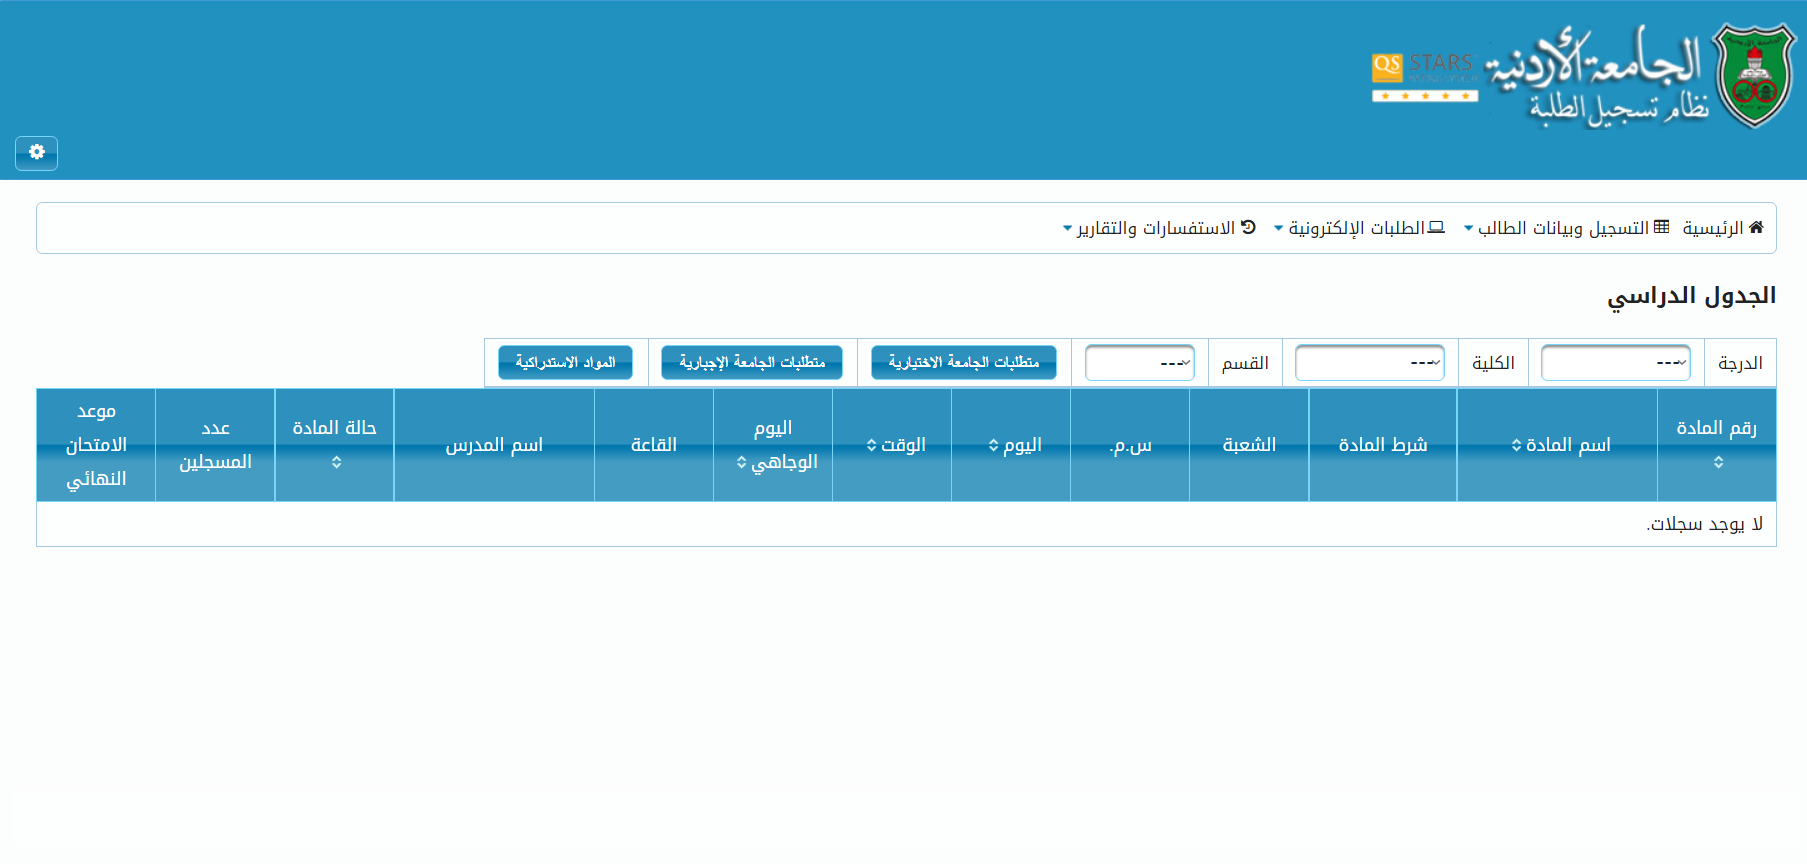 الجامعة الأردنية
نظام تسجيل الطلبة
QS STARS
الرئيسية
التسجيل وبيانات الطالب
الطلبات الإلكترونية
الاستفسارات والتقارير
الجدول الدراسي
الدرجة --- الكلية --- القسم --- متطلبات الجامعة الاختيارية متطلبات الجامعة الإجبارية المواد الاستدراكية
رقم المادة
اسم المادة
شرط المادة
الشعبة
س.م.
اليوم
الوقت
اليوم
الوجاهي
القاعة
اسم المدرس
حالة المادة
عدد
المسجلين
موعد
الامتحان
النهائي
لا يوجد سجلات.